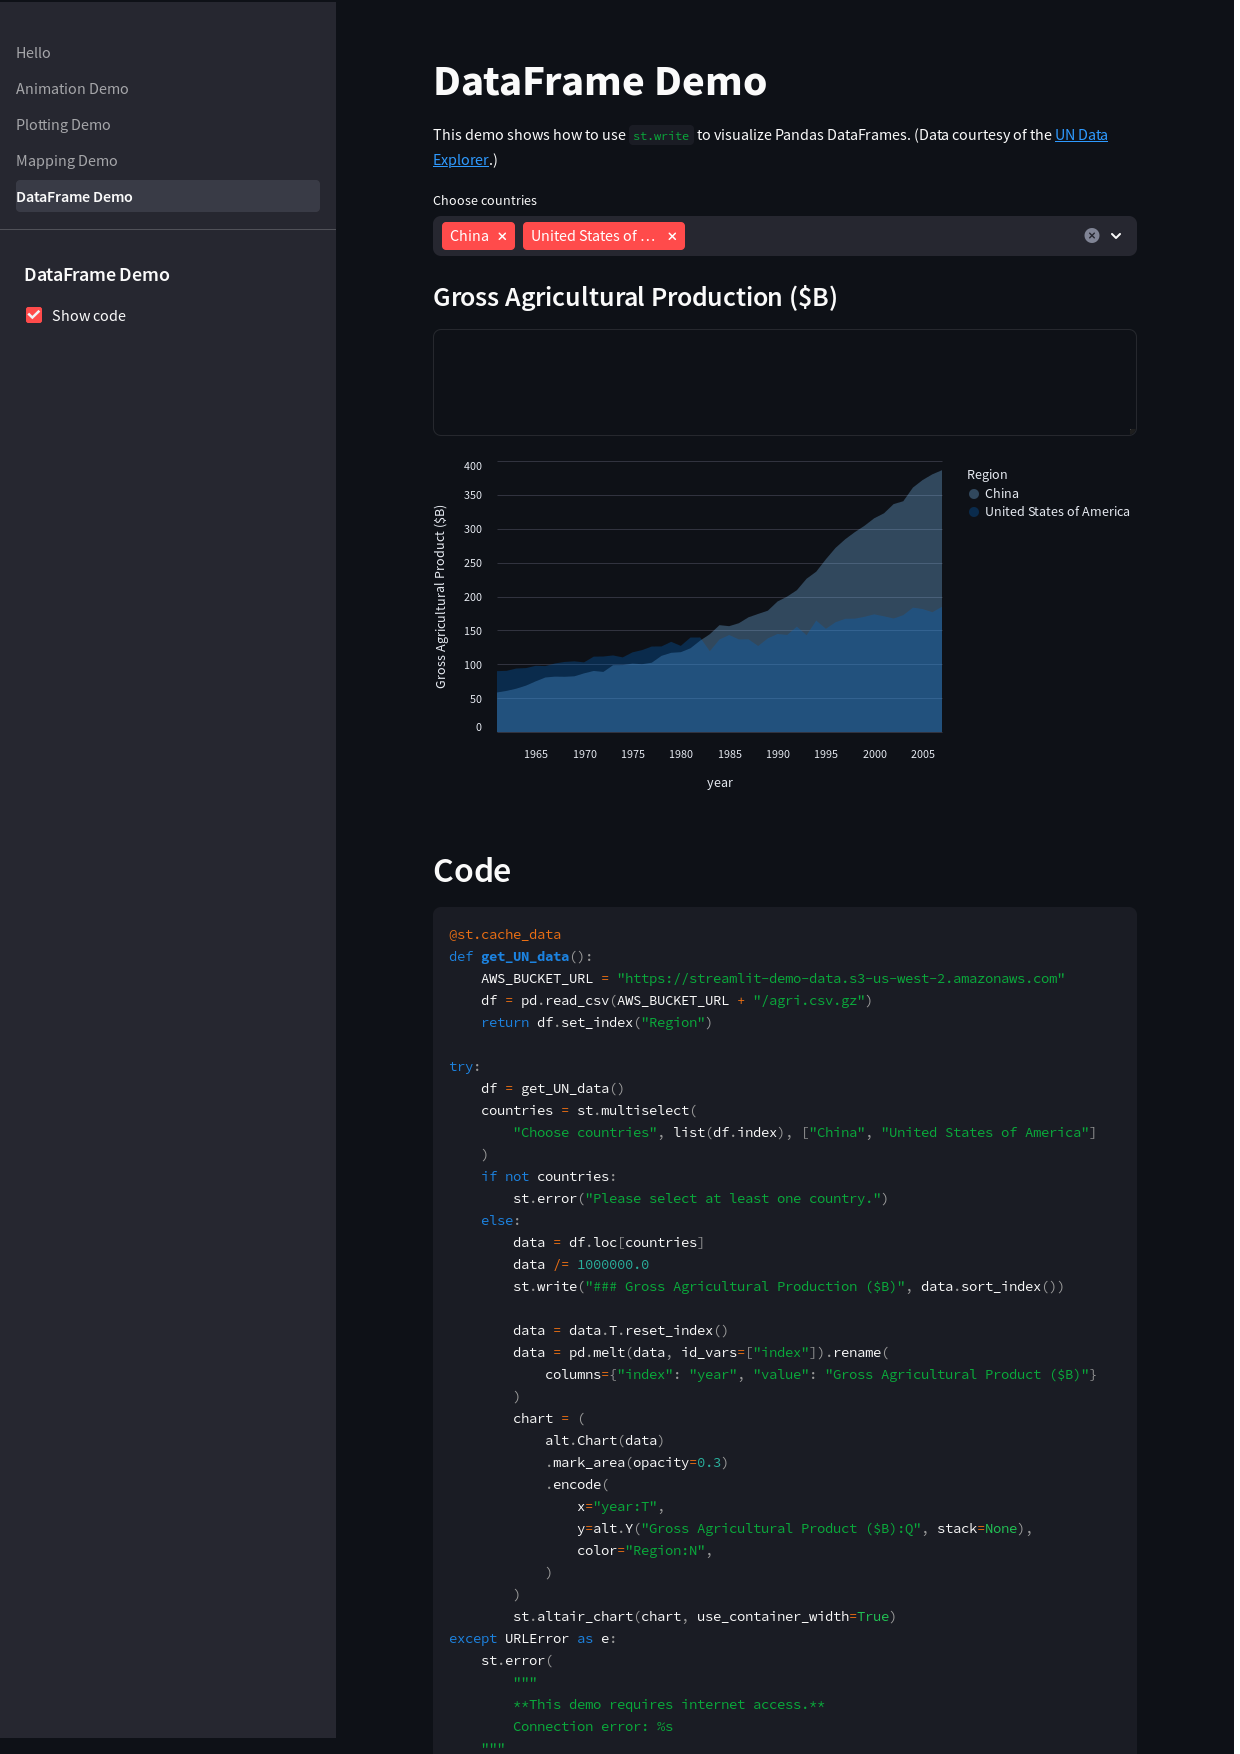 Hello
Animation Demo
Plotting Demo
Mapping Demo
DataFrame Demo
DataFrame Demo
Show code
DataFrame Demo
This demo shows how to use st.write to visualize Pandas DataFrames. (Data courtesy of the UN Data
Explorer.)
Choose countries
China
United States of ...
Gross Agricultural Production ($B)
400
350
300
250
200
150
100
50
0
Gross Agricultural Product ($B)
1965 1970 1975 1980 1985 1990 1995 2000 2005
year
Region
China
United States of America
Code
@st.cache_data
def get_UN_data():
    AWS_BUCKET_URL = "https://streamlit-demo-data.s3-us-west-2.amazonaws.com"
    df = pd.read_csv(AWS_BUCKET_URL + "/agri.csv.gz")
    return df.set_index("Region")
try:
    df = get_UN_data()
    countries = st.multiselect(
        "Choose countries", list(df.index), ["China", "United States of America"]
    )
    if not countries:
        st.error("Please select at least one country.")
    else:
        data = df.loc[countries]
        data /= 1000000.0
        st.write("### Gross Agricultural Production ($B)", data.sort_index())
        data = data.T.reset_index()
        data = pd.melt(data, id_vars=["index"]).rename(
            columns={"index": "year", "value": "Gross Agricultural Product ($B)"}
        )
        chart = (
            alt.Chart(data)
            .mark_area(opacity=0.3)
            .encode(
                x="year:T",
                y=alt.Y("Gross Agricultural Product ($B):Q", stack=None),
                color="Region:N",
            )
        )
        st.altair_chart(chart, use_container_width=True)
except URLError as e:
    st.error(
        """
        **This demo requires internet access.**
        Connection error: %s
    """